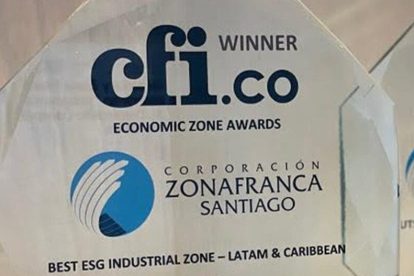 WINNER
cfi.co
ECONOMIC ZONE AWARDS
CORPORACIÓN
ZONAFRANCA
SANTIAGO
BEST ESG INDUSTRIAL ZONE – LATAM & CARIBBEAN